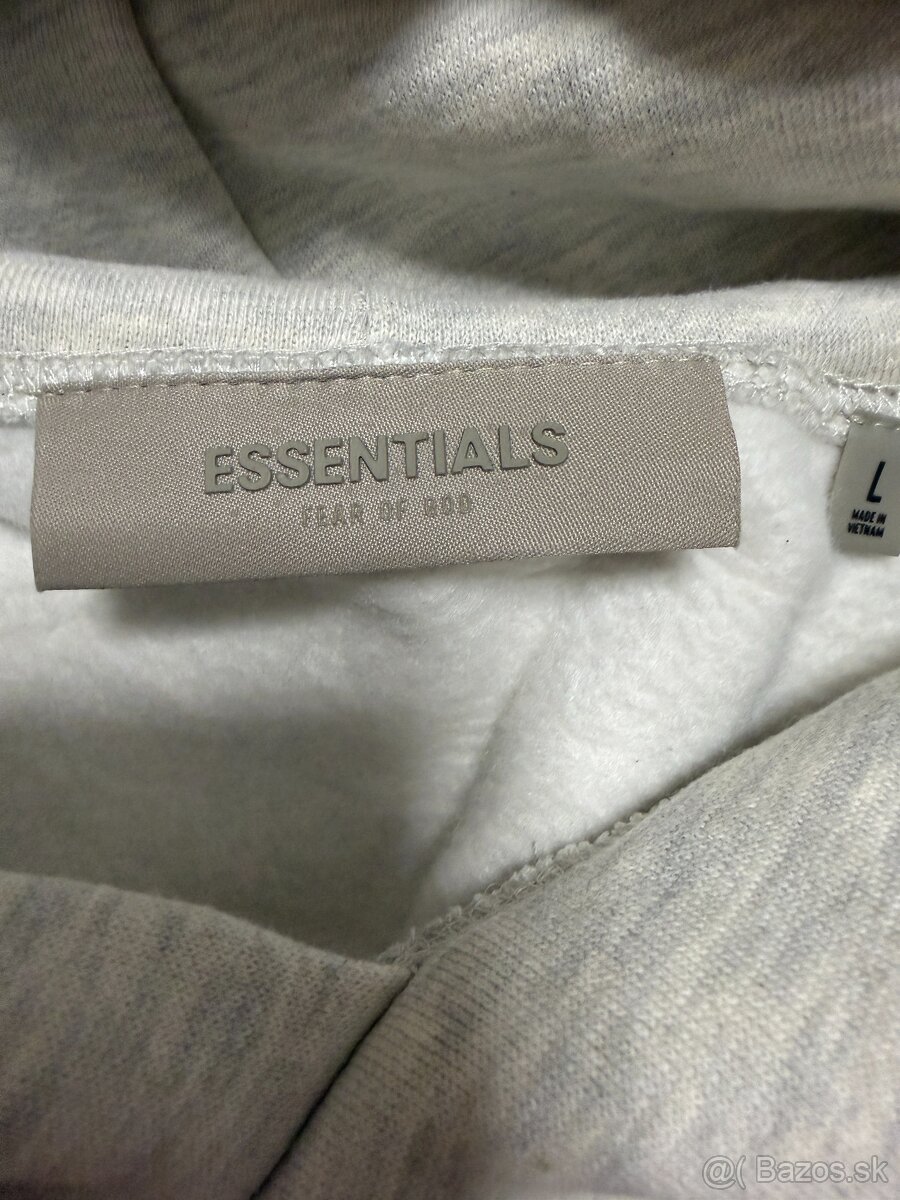 ESSENTIALS
FEAR OF GOD
L
MADE IN
VIETNAM
@( Bazos.sk